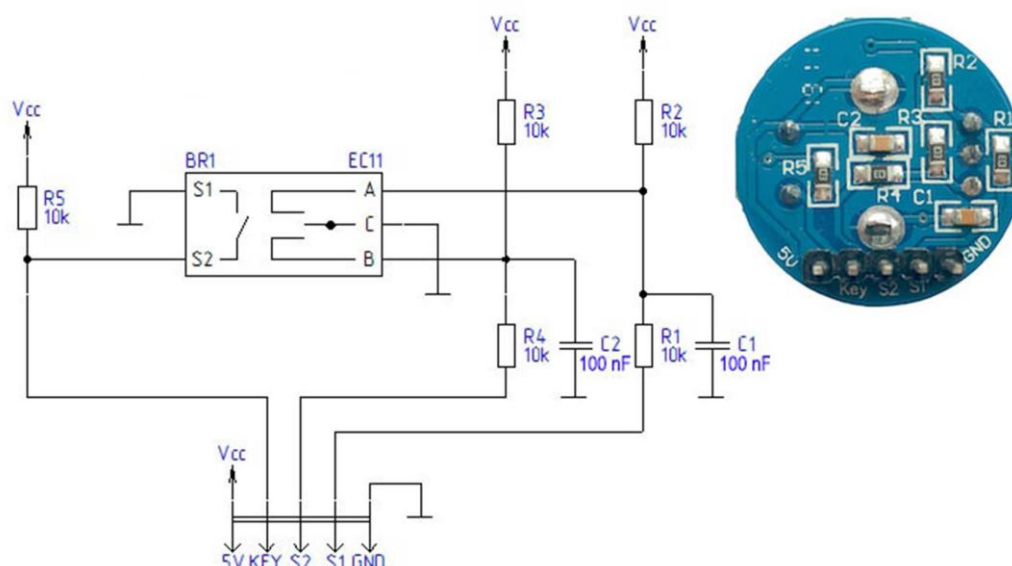 Vcc
Vcc
Vcc
R3
10k
R2
10k
BR1
EC11
R5
10k
S1
A
C
S2
B
R4
10k
C2
100 nF
R1
10k
C1
100 nF
Vcc
5V KEY S2 S1 GND
R2
C2
R3
R1
R5
R4
C1
5V
GND
Key
S2
S1